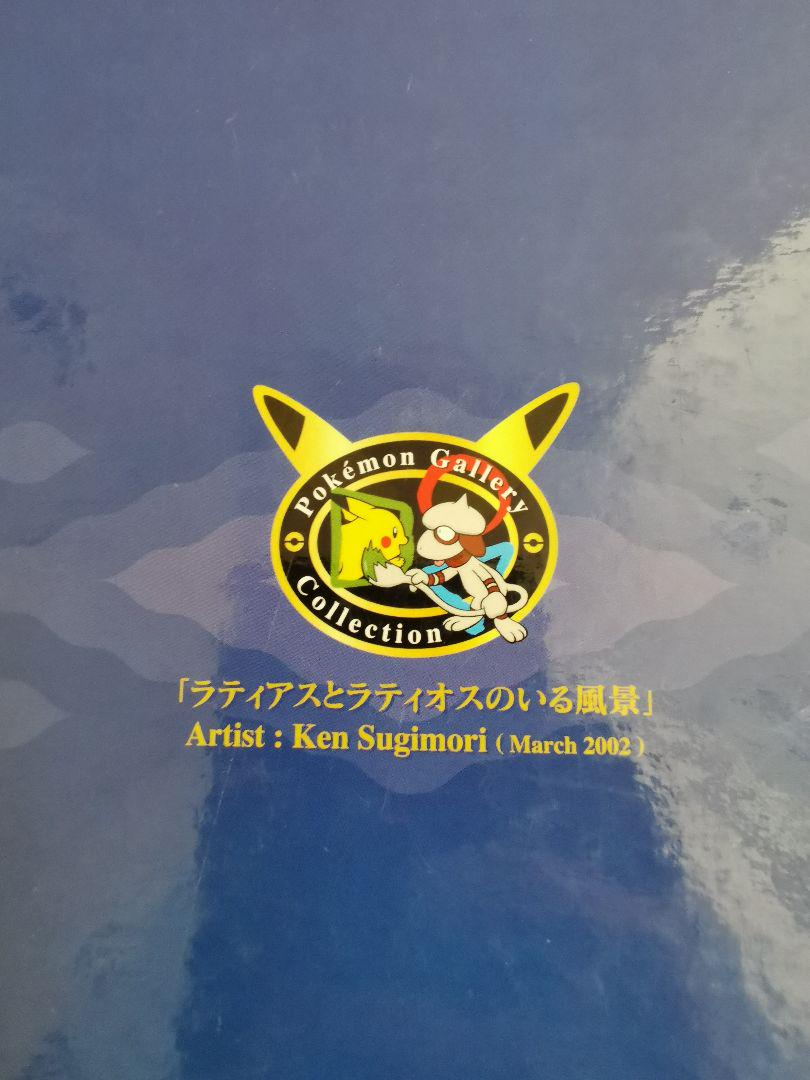 Pokémon Gallery
Collection
「ラティアスとラティオスのいる風景」
Artist : Ken Sugimori ( March 2002 )